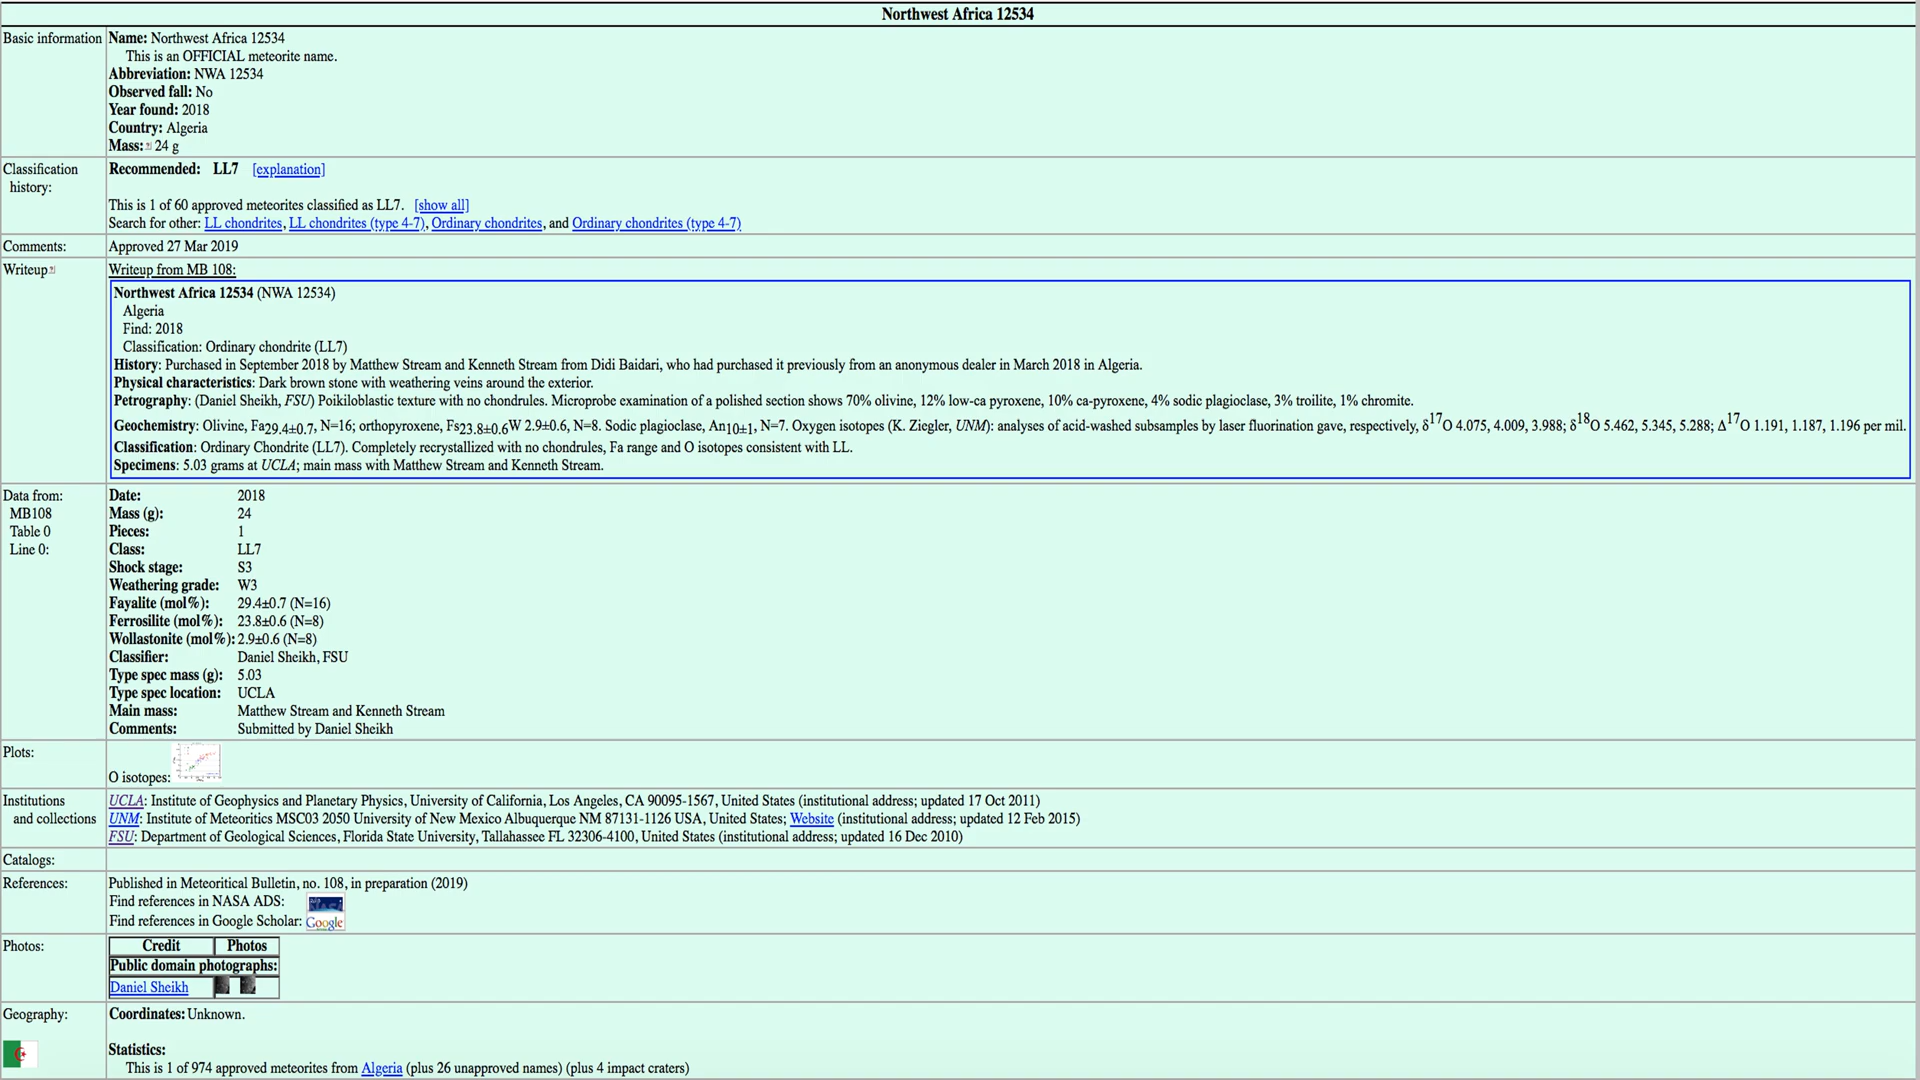 Northwest Africa 12534
Basic information
Name: Northwest Africa 12534
This is an OFFICIAL meteorite name.
Abbreviation: NWA 12534
Observed fall: No
Year found: 2018
Country: Algeria
Mass: 24 g
Classification
history:
Recommended: LL7 [explanation]
This is 1 of 60 approved meteorites classified as LL7. [show all]
Search for other: LL chondrites, LL chondrites (type 4-7), Ordinary chondrites, and Ordinary chondrites (type 4-7)
Comments: Approved 27 Mar 2019
Writeup
Writeup from MB 108:
Northwest Africa 12534 (NWA 12534)
Algeria
Find: 2018
Classification: Ordinary chondrite (LL7)
History: Purchased in September 2018 by Matthew Stream and Kenneth Stream from Didi Baidari, who had purchased it previously from an anonymous dealer in March 2018 in Algeria.
Physical characteristics: Dark brown stone with weathering veins around the exterior.
Petrography: (Daniel Sheikh, FSU) Poikiloblastic texture with no chondrules. Microprobe examination of a polished section shows 70% olivine, 12% low-ca pyroxene, 10% ca-pyroxene, 4% sodic plagioclase, 3% troilite, 1% chromite.
Geochemistry: Olivine, Fa29.4±0.7, N=16; orthopyroxene, Fs23.8±0.6W 2.9±0.6, N=8. Sodic plagioclase, An10±1, N=7. Oxygen isotopes (K. Ziegler, UNM): analyses of acid-washed subsamples by laser fluorination gave, respectively, δ17O 4.075, 4.009, 3.988; δ18O 5.462, 5.345, 5.288; Δ17O 1.191, 1.187, 1.196 per mil.
Classification: Ordinary Chondrite (LL7). Completely recrystallized with no chondrules, Fa range and O isotopes consistent with LL.
Specimens: 5.03 grams at UCLA; main mass with Matthew Stream and Kenneth Stream.
Data from:
MB108
Table 0
Line 0:
Date: 2018
Mass (g): 24
Pieces: 1
Class: LL7
Shock stage: S3
Weathering grade: W3
Fayalite (mol%): 29.4±0.7 (N=16)
Ferrosilite (mol%): 23.8±0.6 (N=8)
Wollastonite (mol%): 2.9±0.6 (N=8)
Classifier: Daniel Sheikh, FSU
Type spec mass (g): 5.03
Type spec location: UCLA
Main mass: Matthew Stream and Kenneth Stream
Comments: Submitted by Daniel Sheikh
Plots:
O isotopes:
Institutions
and collections
UCLA: Institute of Geophysics and Planetary Physics, University of California, Los Angeles, CA 90095-1567, United States (institutional address; updated 17 Oct 2011)
UNM: Institute of Meteoritics MSC03 2050 University of New Mexico Albuquerque NM 87131-1126 USA, United States; Website (institutional address; updated 12 Feb 2015)
FSU: Department of Geological Sciences, Florida State University, Tallahassee FL 32306-4100, United States (institutional address; updated 16 Dec 2010)
Catalogs:
References:
Published in Meteoritical Bulletin, no. 108, in preparation (2019)
Find references in NASA ADS:
Find references in Google Scholar: Google
Photos:
Credit Photos
Public domain photographs:
Daniel Sheikh
Geography:
Coordinates: Unknown.
Statistics:
This is 1 of 974 approved meteorites from Algeria (plus 26 unapproved names) (plus 4 impact craters)